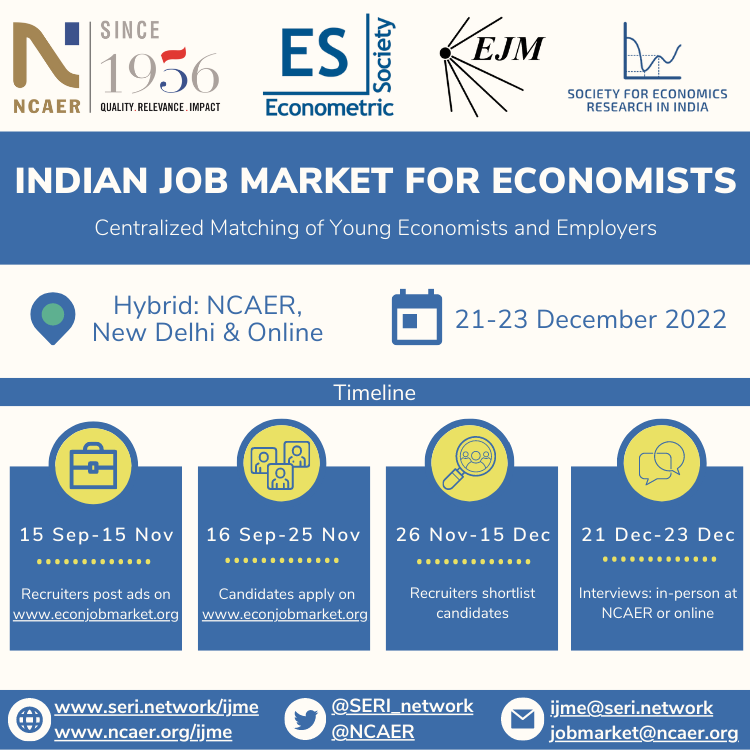 SINCE
1956
NCAER
QUALITY. RELEVANCE. IMPACT
ES
Society
Econometric
EJM
SOCIETY FOR ECONOMICS
RESEARCH IN INDIA
INDIAN JOB MARKET FOR ECONOMISTS
Centralized Matching of Young Economists and Employers
Hybrid: NCAER,
New Delhi & Online
21-23 December 2022
Timeline
15 Sep-15 Nov
Recruiters post ads on
www.econjobmarket.org
16 Sep-25 Nov
Candidates apply on
www.econjobmarket.org
26 Nov-15 Dec
Recruiters shortlist
candidates
21 Dec-23 Dec
Interviews: in-person at
NCAER or online
www.seri.network/ijme
www.ncaer.org/ijme
@SERI_network
@NCAER
ijme@seri.network
jobmarket@ncaer.org